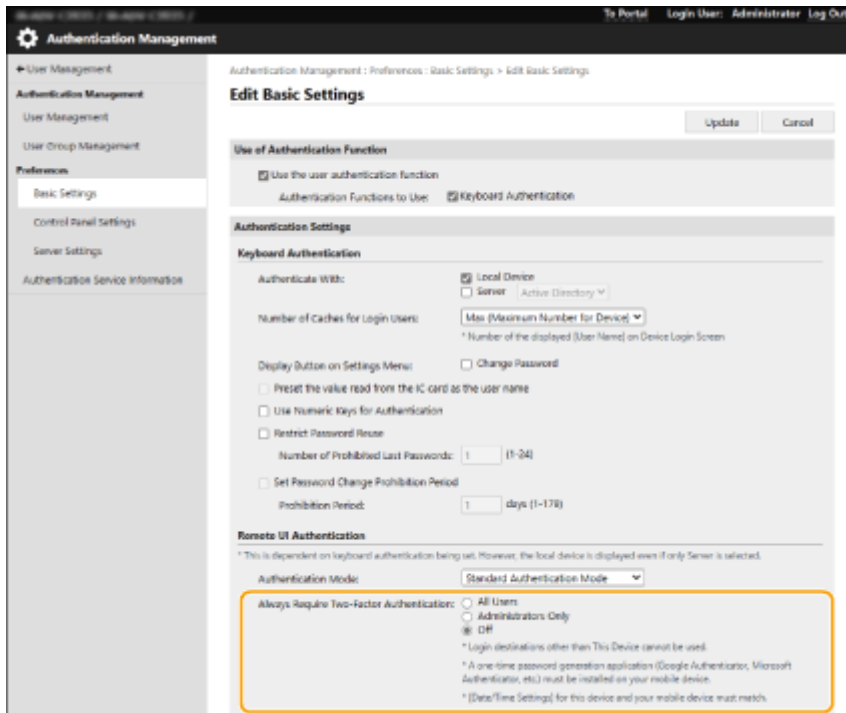 To Portal Login User: Administrator Log Out
Authentication Management
User Management
Authentication Management : Preferences : Basic Settings > Edit Basic Settings
Authentication Management
User Management
User Group Management
Preferences
Basic Settings
Control Panel Settings
Server Settings
Authentication Service Information
Edit Basic Settings
Update Cancel
Use of Authentication Function
Use the user authentication function
Authentication Functions to Use: Keyboard Authentication
Authentication Settings
Keyboard Authentication
Authenticate With: Local Device
Server Active Directory
Number of Caches for Login Users: Max (Maximum Number for Device)
* Number of the displayed [User Name] on Device Login Screen
Display Button on Settings Menu: Change Password
Preset the value read from the IC card as the user name
Use Numeric Keys for Authentication
Restrict Password Reuse
Number of Prohibited Last Passwords: 1 (1-24)
Set Password Change Prohibition Period
Prohibition Period: 1 days (1-178)
Remote UI Authentication
* This is dependent on keyboard authentication being set. However, the local device is displayed even if only Server is selected.
Authentication Mode: Standard Authentication Mode
Always Require Two-Factor Authentication: All Users
Administrators Only
Off
* Login destinations other than This Device cannot be used.
* A one-time password generation application (Google Authenticator, Microsoft
Authenticator, etc.) must be installed on your mobile device.
* [Date/Time Settings] for this device and your mobile device must match.